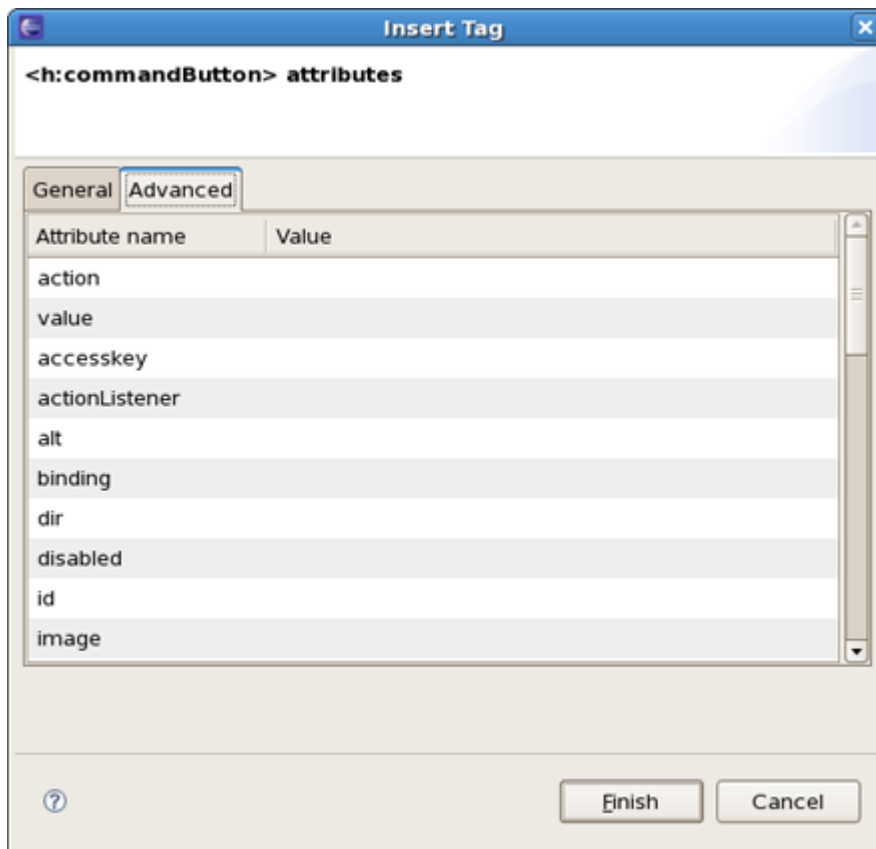 Insert Tag
<h:commandButton> attributes
General Advanced
Attribute name Value
action
value
accesskey
actionListener
alt
binding
dir
disabled
id
image
Finish Cancel